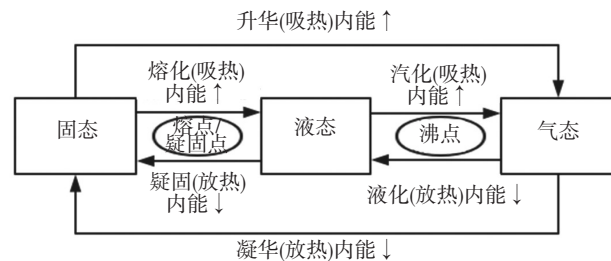 升华(吸热)内能↑
熔化(吸热)
内能↑
汽化(吸热)
内能↑
固态
熔点/
疑固点
液态
沸点
气态
疑固(放热)
内能↓
液化(放热)内能↓
凝华(放热)内能↓